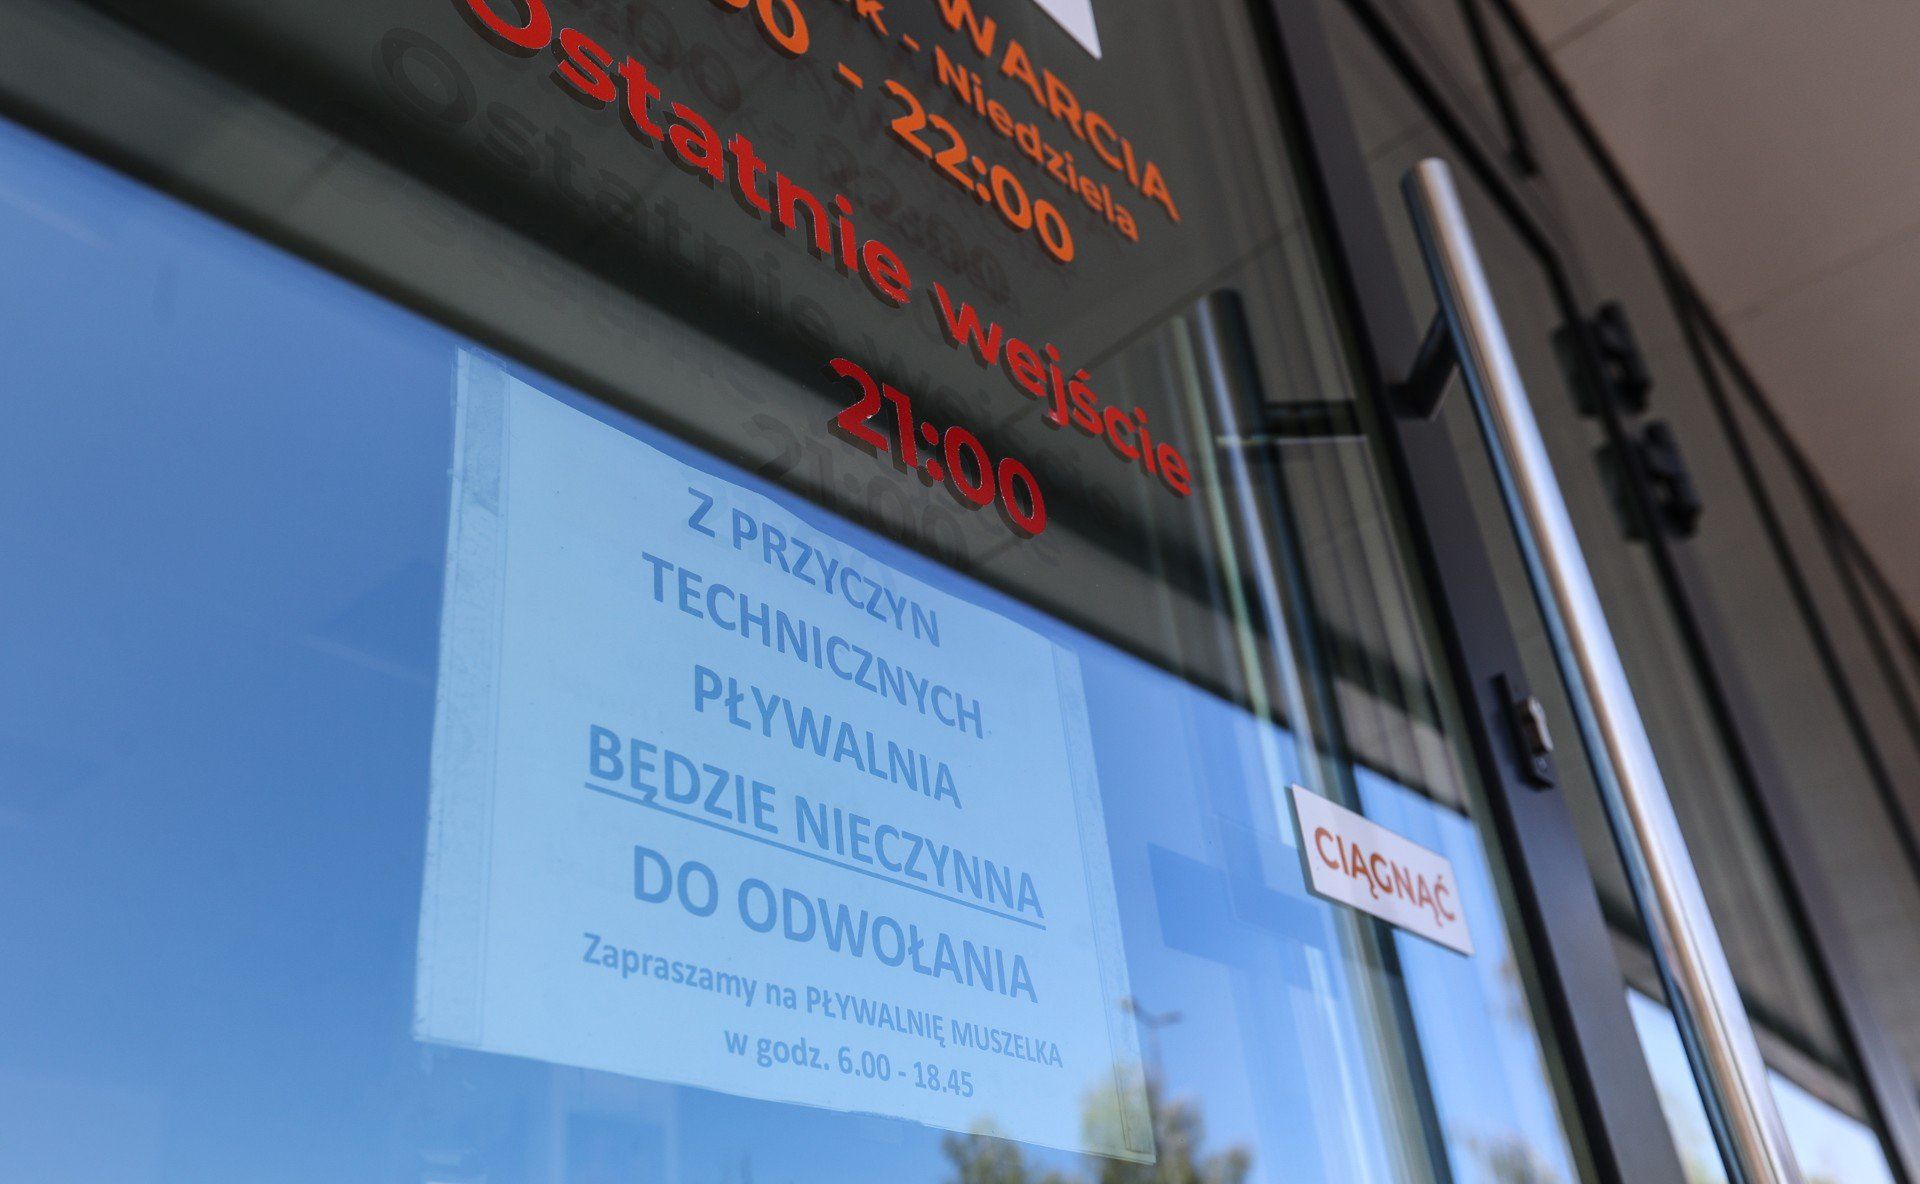 WARCIA
- Niedziela
- 22:00
Ostatnie wejście
21:00
Z PRZYCZYN
TECHNICZNYCH
PŁYWALNIA
BĘDZIE NIECZYNNA
DO ODWOŁANIA
Zapraszamy na PŁYWALNIĘ MUSZELKA
w godz. 6.00 - 18.45
CIĄGNĄĆ